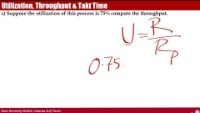 Utilization, Throughput & Takt Time
c) Suppose the utilization of this process is 75% compute the throughput.
U = R
Rp
0.75